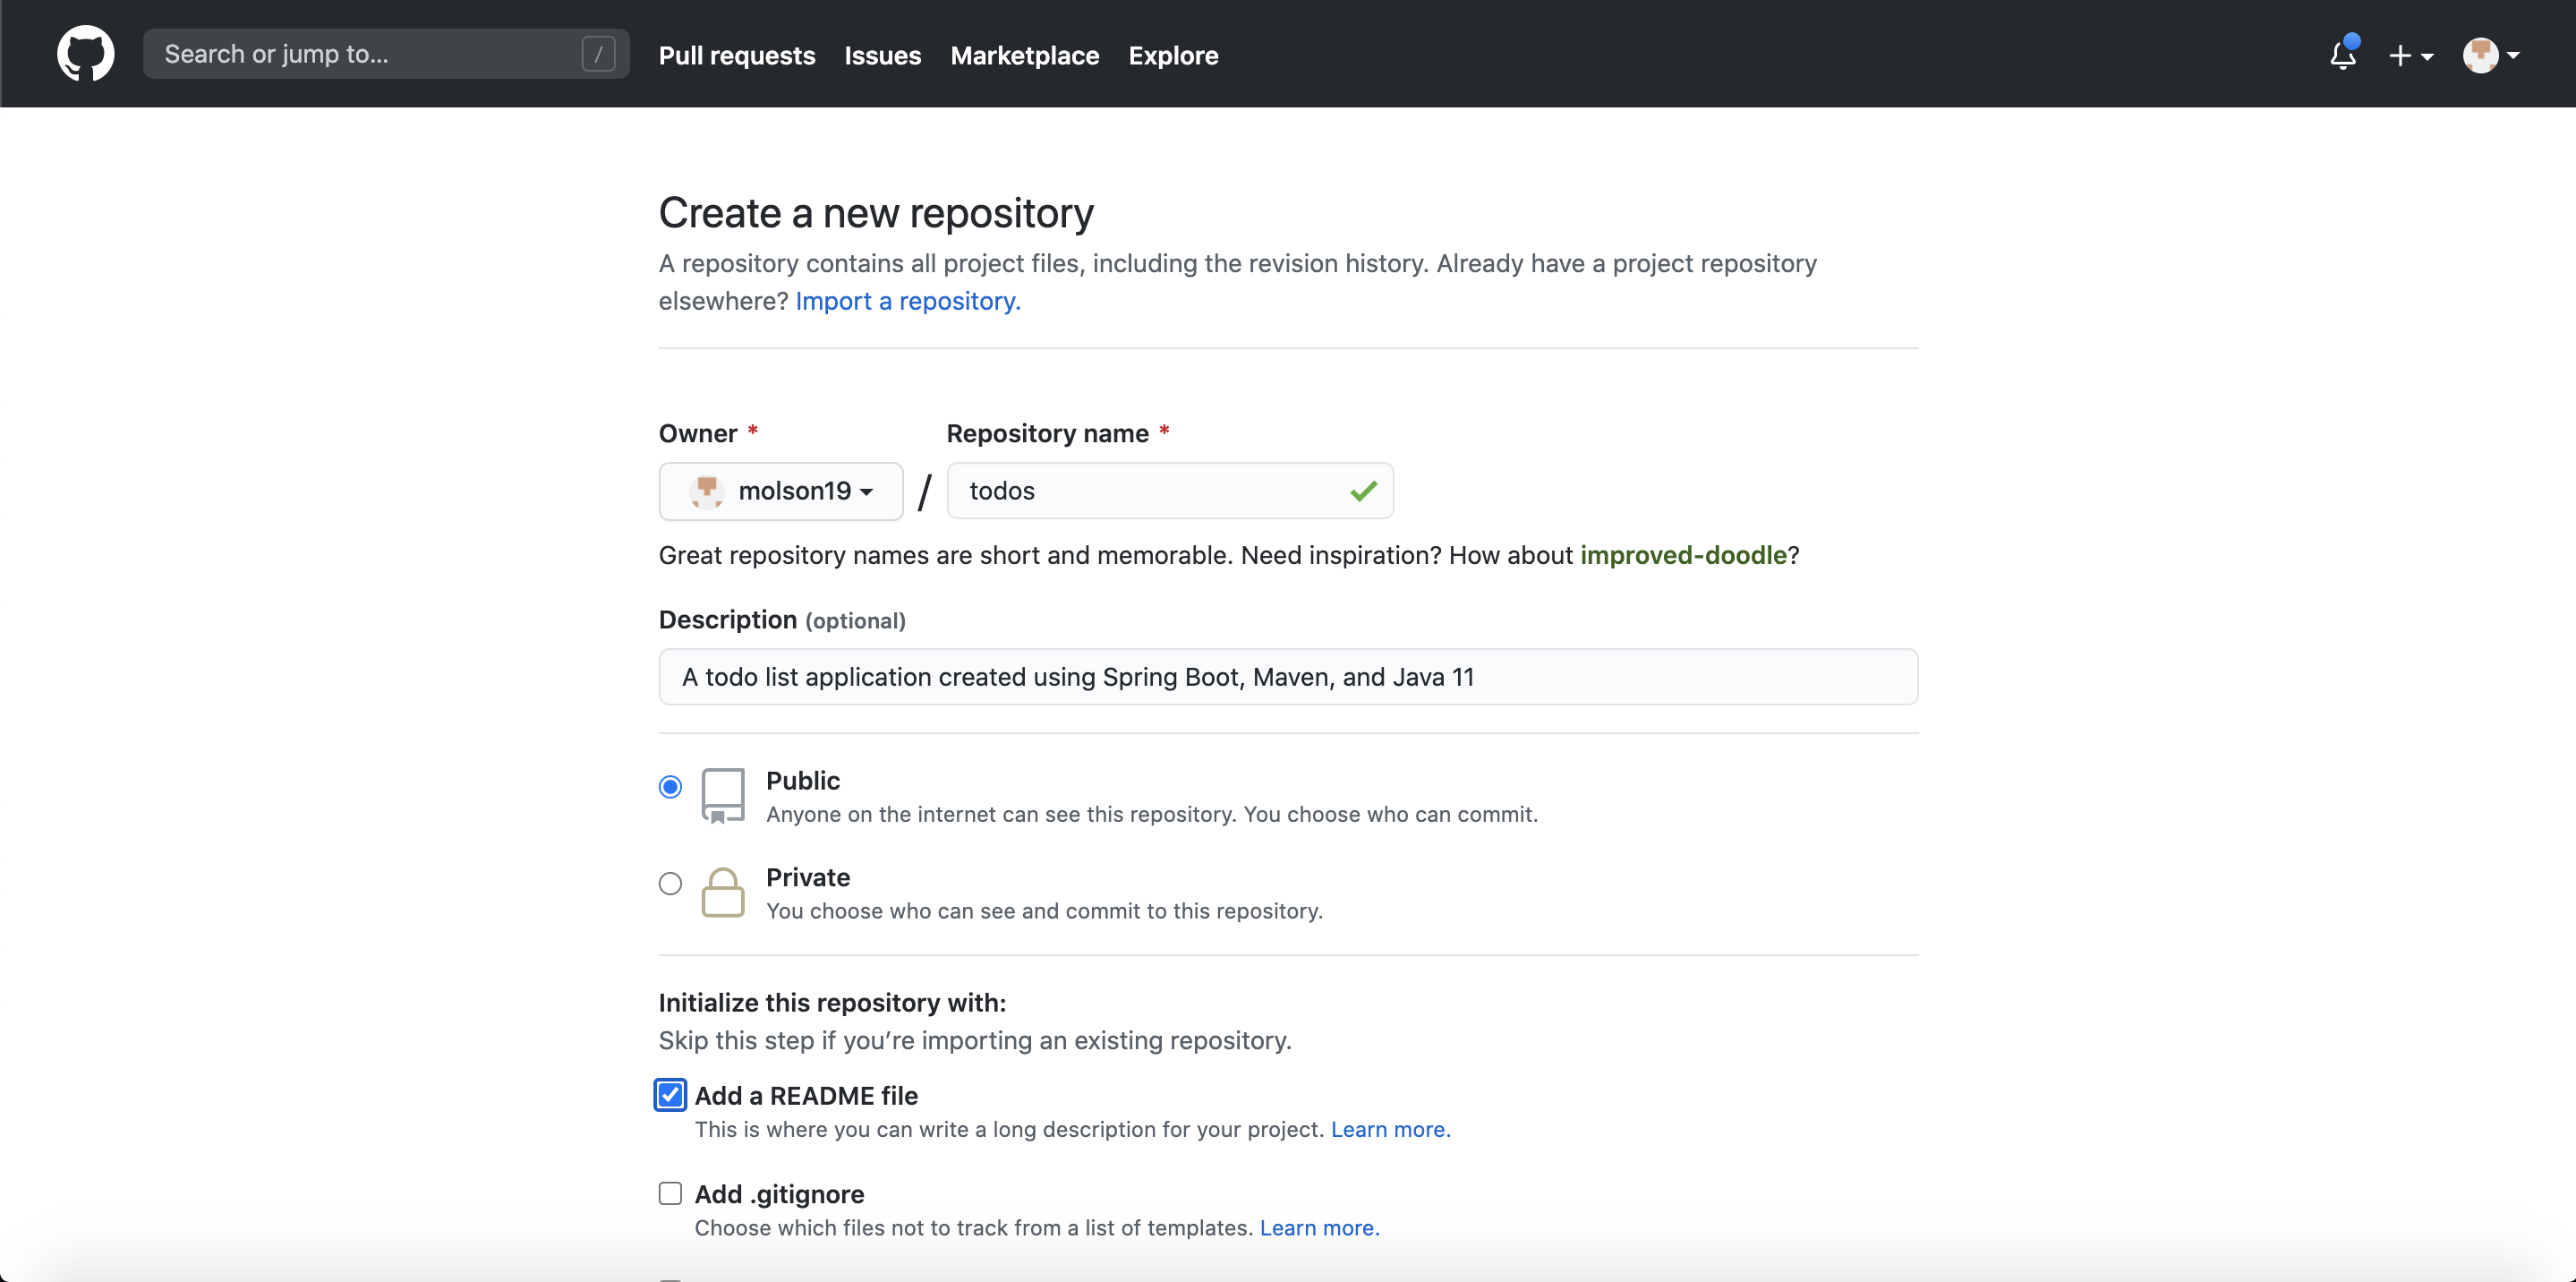 Search or jump to... /
Pull requests Issues Marketplace Explore
Create a new repository
A repository contains all project files, including the revision history. Already have a project repository
elsewhere? Import a repository.
Owner * Repository name *
molson19 / todos
Great repository names are short and memorable. Need inspiration? How about improved-doodle?
Description (optional)
A todo list application created using Spring Boot, Maven, and Java 11
Public
Anyone on the internet can see this repository. You choose who can commit.
Private
You choose who can see and commit to this repository.
Initialize this repository with:
Skip this step if you’re importing an existing repository.
Add a README file
This is where you can write a long description for your project. Learn more.
Add .gitignore
Choose which files not to track from a list of templates. Learn more.